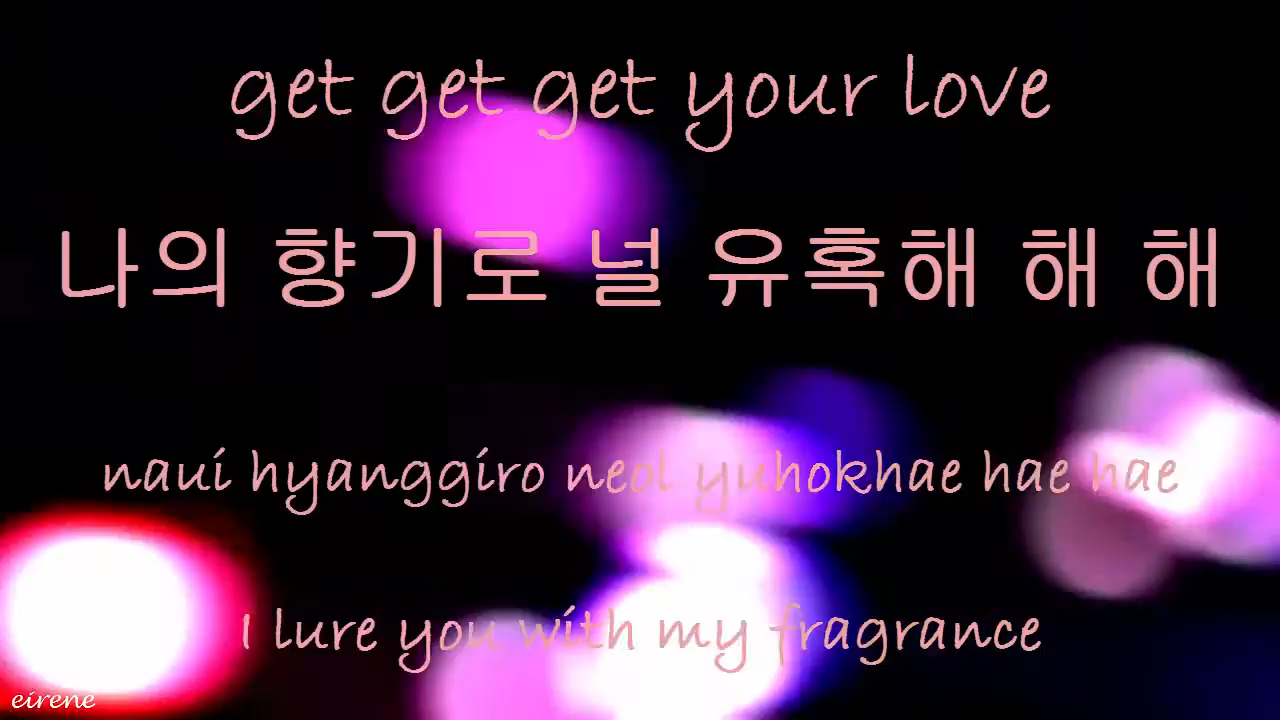 get get get your love
나의 향기로 널 유혹해 해 해
naui hyanggiro neol yuhokhae hae hae
I lure you with my fragrance
eirene